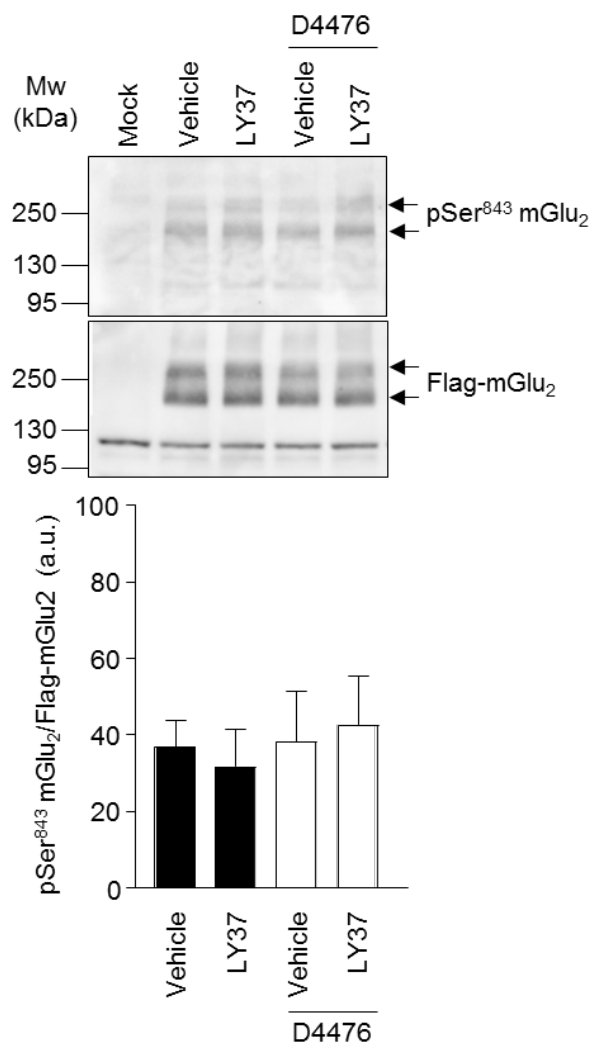 D4476
Mw
(kDa)
Mock
Vehicle
LY37
Vehicle
LY37
250
130
95
pSer⁸⁴³ mGlu₂
250
130
95
Flag-mGlu₂
pSer⁸⁴³ mGlu₂/Flag-mGlu2 (a.u.)
100
80
60
40
20
0
Vehicle
LY37
Vehicle
LY37
D4476